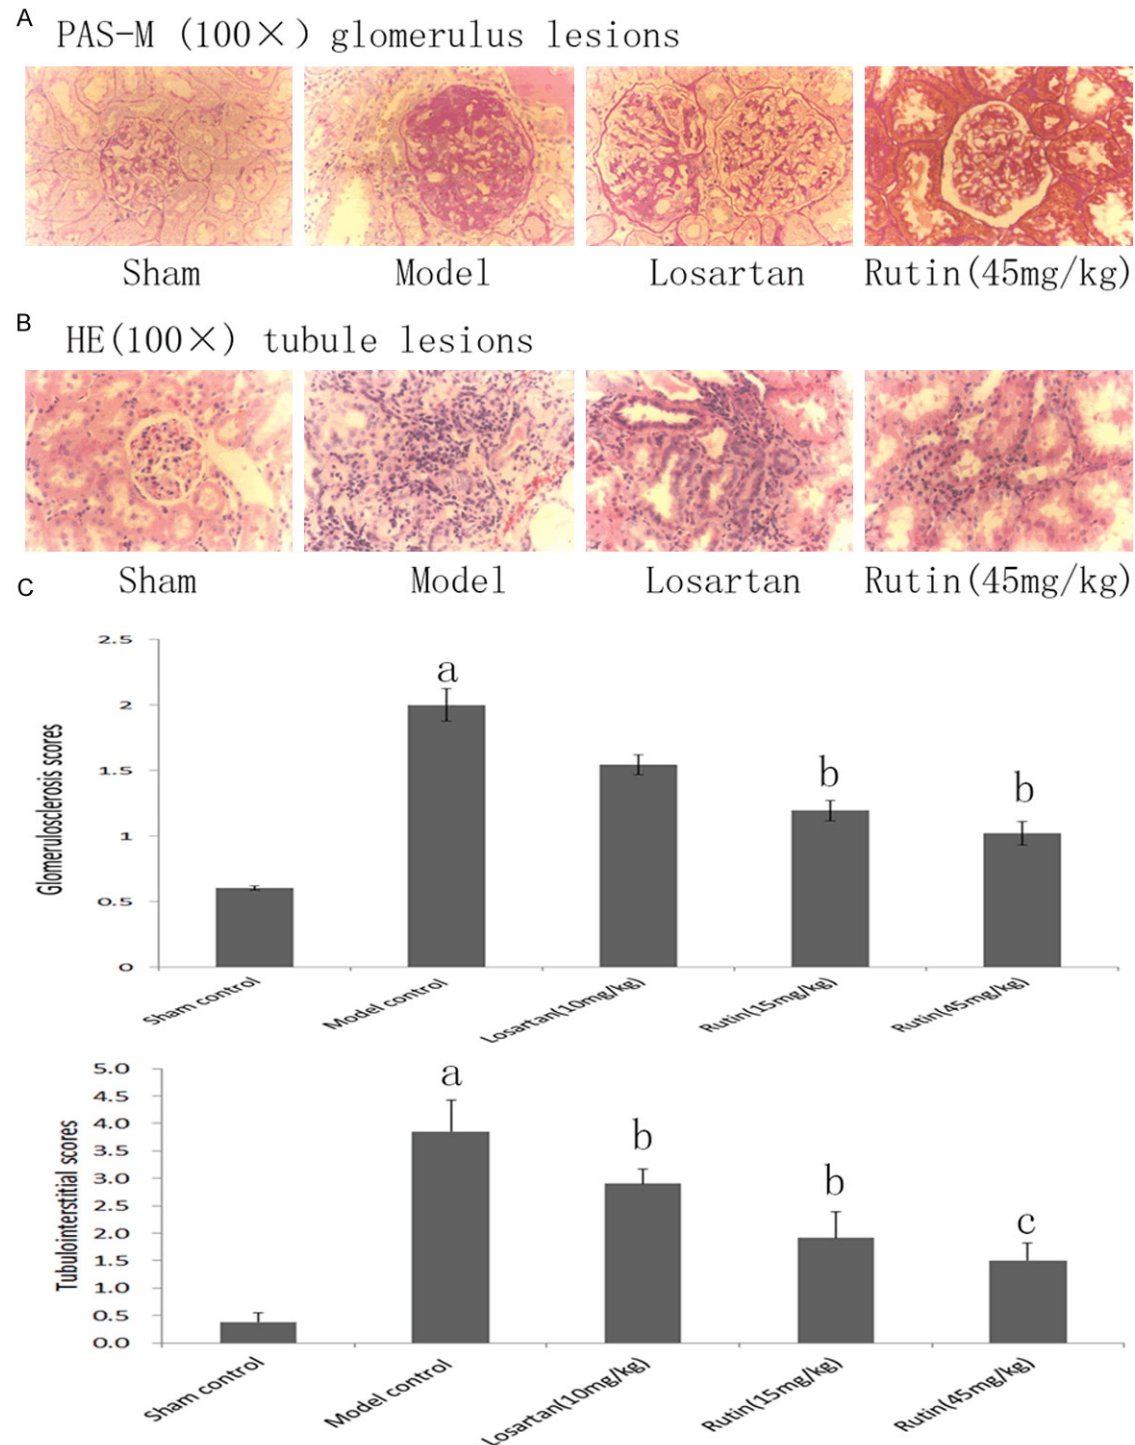 A
PAS-M (100×) glomerulus lesions
Sham Model Losartan Rutin(45mg/kg)
B
HE(100×) tubule lesions
Sham Model Losartan Rutin(45mg/kg)
C
2.5
2
1.5
1
0.5
0
Glomerulosclerosis scores
a
b
b
Sham control
Model control
Losartan(10mg/kg)
Rutin(15mg/kg)
Rutin(45mg/kg)
5.0
4.5
4.0
3.5
3.0
2.5
2.0
1.5
1.0
0.5
0.0
Tubulointerstitial scores
a
b
b
c
Sham control
Model control
Losartan(10mg/kg)
Rutin(15mg/kg)
Rutin(45mg/kg)